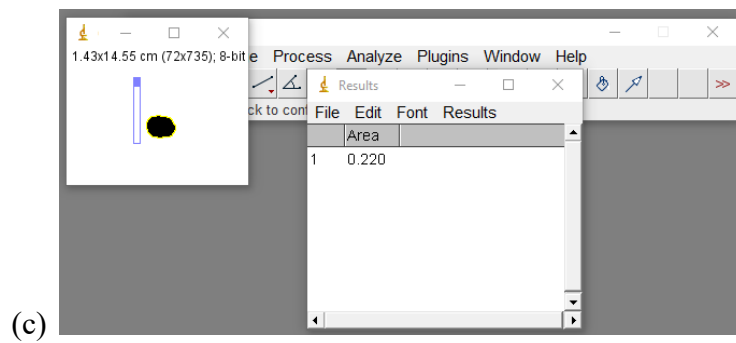 1.43x14.55 cm (72x735); 8-bit
e Process Analyze Plugins Window Help
>>
ck to con
Results
File Edit Font Results
Area
1 0.220
(c)